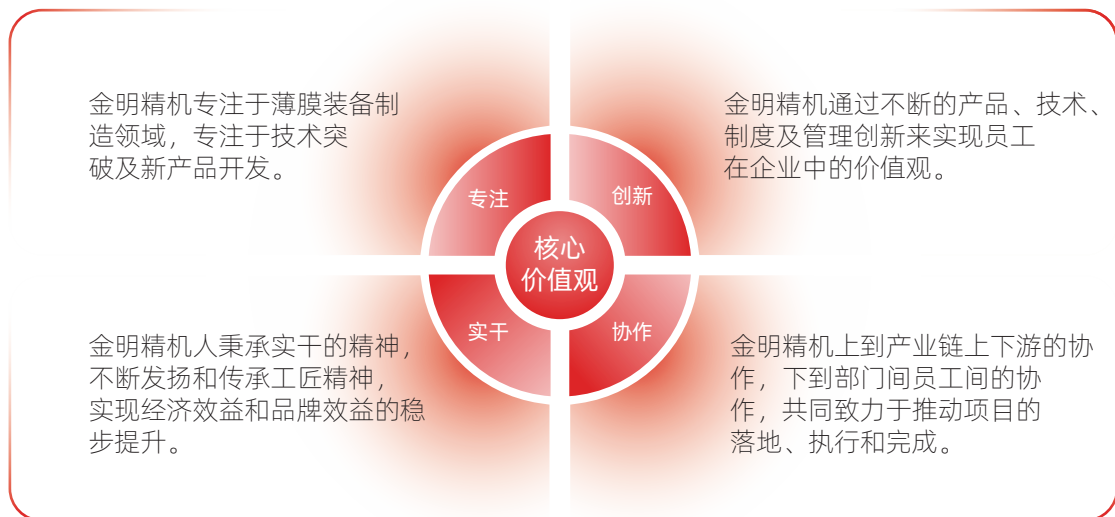 金明精机专注于薄膜装备制
造领域，专注于技术突
破及新产品开发。
金明精机通过不断的产品、技术、
制度及管理创新来实现员工
在企业中的价值观。
专注
创新
核心
价值观
实干
协作
金明精机人秉承实干的精神，
不断发扬和传承工匠精神，
实现经济效益和品牌效益的稳
步提升。
金明精机上到产业链上下游的协
作，下到部门间员工间的协
作，共同致力于推动项目的
落地、执行和完成。